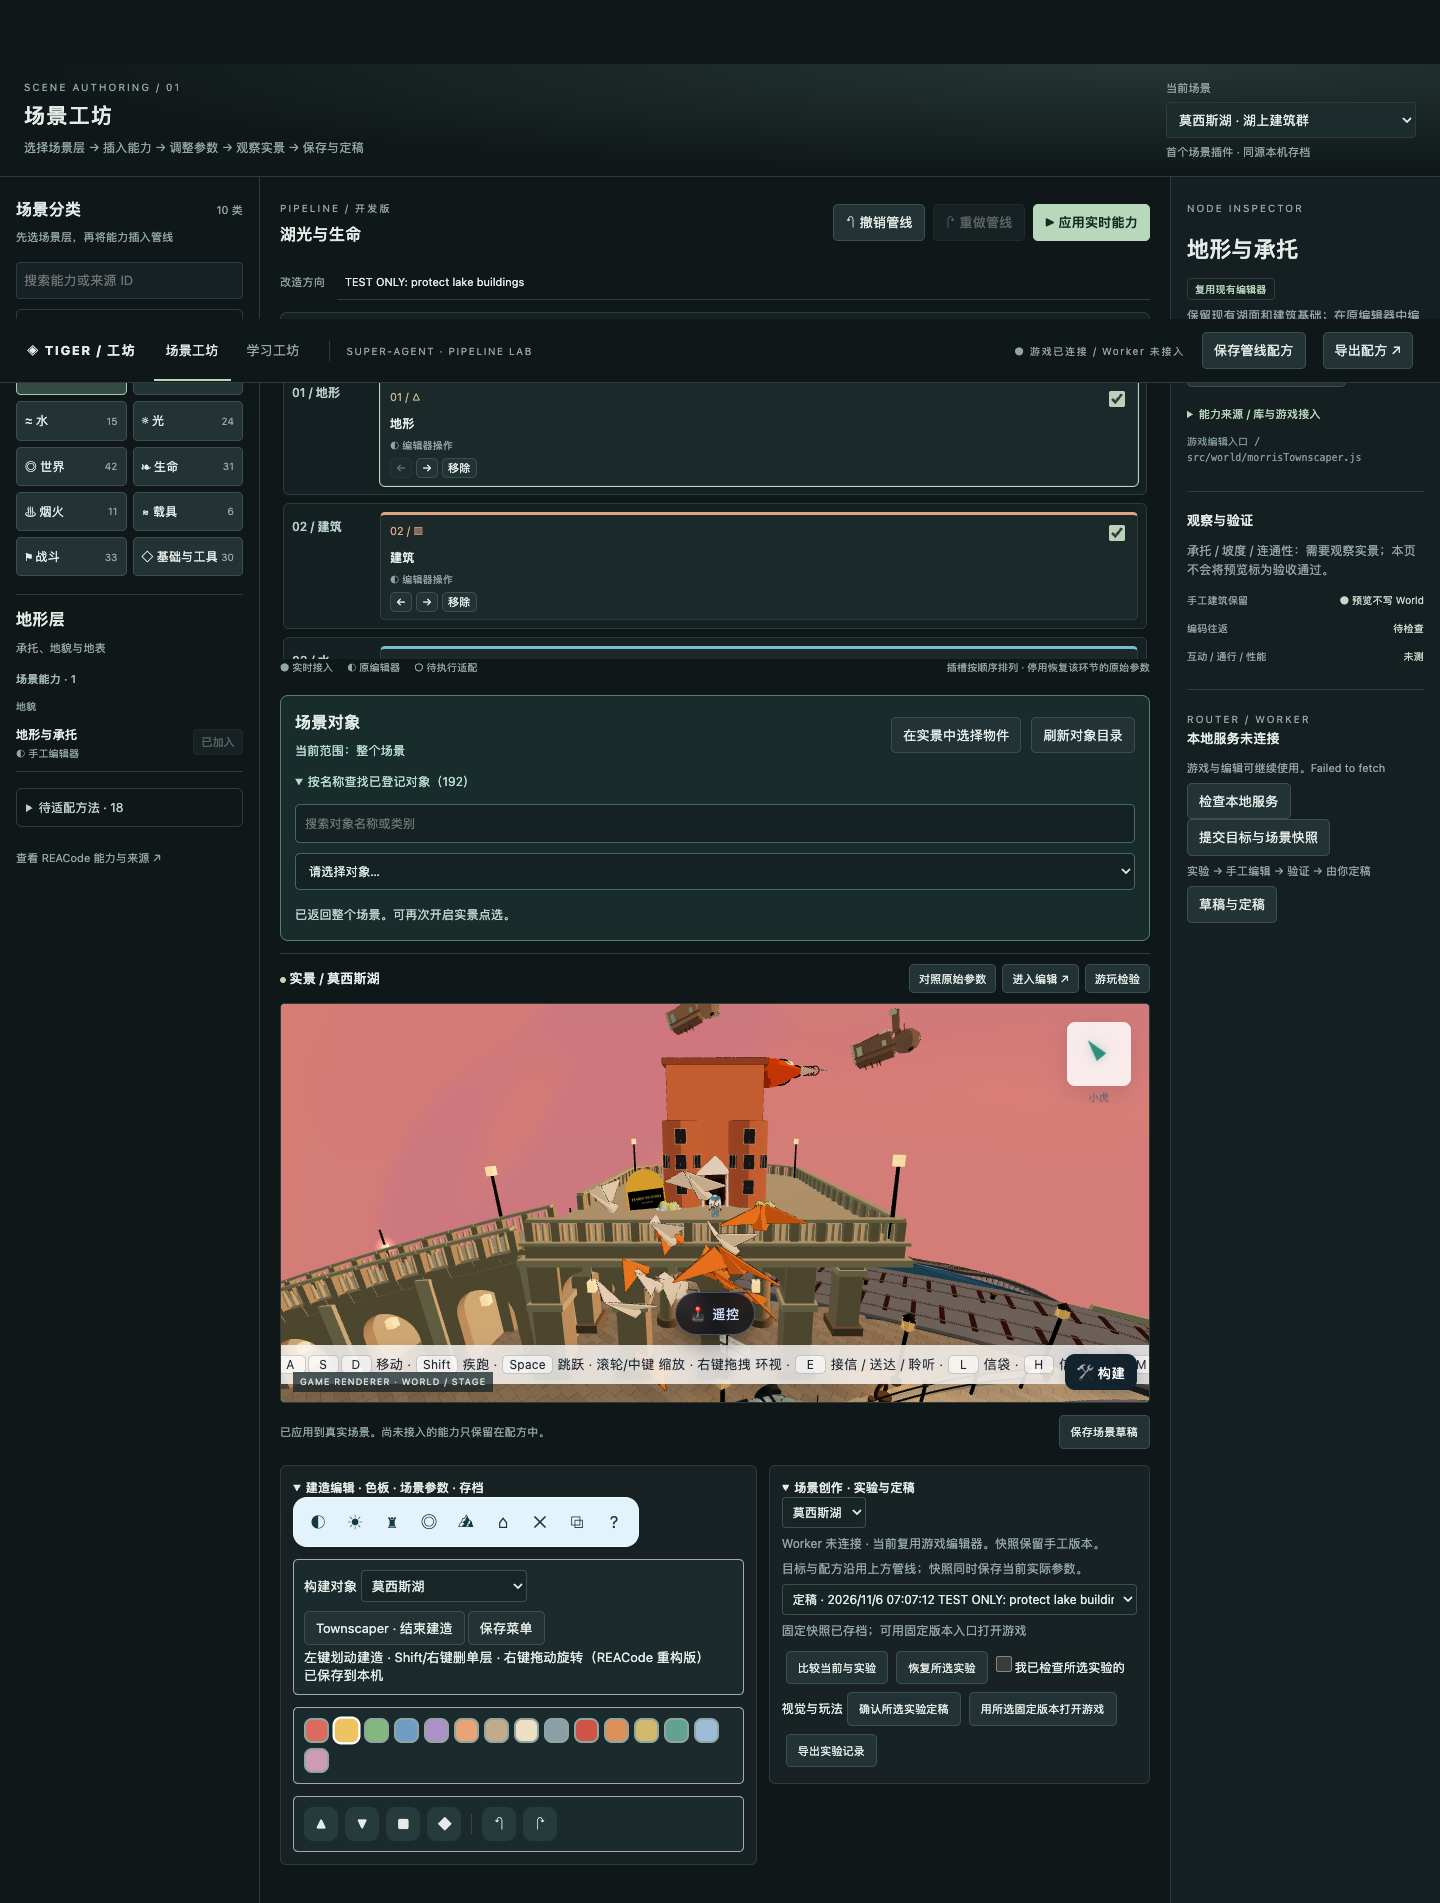 SCENE AUTHORING / 01
场景工坊
选择场景层 → 插入能力 → 调整参数 → 观察实景 → 保存与定稿
当前场景
莫西斯湖 · 湖上建筑群
首个场景插件 · 同源本机存档
场景分类
10 类
先选场景层，再将能力插入管线
搜索能力或来源 ID
PIPELINE / 开发版
湖光与生命
撤销管线
重做管线
应用实时能力
改造方向
TEST ONLY: protect lake buildings
NODE INSPECTOR
地形与承托
复用现有编辑器
保留现有湖面和建筑基础；在原编辑器中编
◈ TIGER / 工坊
场景工坊
学习工坊
SUPER-AGENT · PIPELINE LAB
● 游戏已连接 / Worker 未接入
保存管线配方
导出配方 ↗
≈ 水 15
☼ 光 24
◎ 世界 42
❧ 生命 31
♨ 烟火 11
载具 6
⚑ 战斗 33
◇ 基础与工具 30
地形层
承托、地貌与地表
场景能力 · 1
地貌
地形与承托
◐ 手工编辑器
已加入
▶ 待适配方法 · 18
查看 REACode 能力与来源 ↗
01 / 地形
01 / △
地形
◐ 编辑器操作
← → 移除
02 / 建筑
02 / ▥
建筑
◐ 编辑器操作
← → 移除
● 实时接入 ◐ 原编辑器 ○ 待执行适配
插槽按顺序排列 · 停用恢复该环节的原始参数
▶ 能力来源 / 库与游戏接入
游戏编辑入口 /
src/world/morrisTownscaper.js
观察与验证
承托 / 坡度 / 连通性：需要观察实景；本页
不会将预览标为验收通过。
手工建筑保留
● 预览不写 World
编码往返
待检查
互动 / 通行 / 性能
未测
ROUTER / WORKER
本地服务未连接
游戏与编辑可继续使用。Failed to fetch
检查本地服务
提交目标与场景快照
实验 → 手工编辑 → 验证 → 由你定稿
草稿与定稿
场景对象
当前范围：整个场景
在实景中选择物件
刷新对象目录
▼ 按名称查找已登记对象（192）
搜索对象名称或类别
请选择对象…
已返回整个场景。可再次开启实景点选。
● 实景 / 莫西斯湖
对照原始参数
进入编辑 ↗
游玩检验
小虎
遥控
A S D 移动 · Shift 疾跑 · Space 跳跃 · 滚轮/中键 缩放 · 右键拖拽 环视 · E 接信 / 送达 / 聆听 · L 信袋 · H
M
构建
GAME RENDERER · WORLD / STAGE
已应用到真实场景。尚未接入的能力只保留在配方中。
保存场景草稿
▼ 建造编辑 · 色板 · 场景参数 · 存档
?
构建对象
莫西斯湖
Townscaper · 结束建造
保存菜单
左键划动建造 · Shift/右键删单层 · 右键拖动旋转（REACode 重构版）
已保存到本机
▼ 场景创作 · 实验与定稿
莫西斯湖
Worker 未连接 · 当前复用游戏编辑器。快照保留手工版本。
目标与配方沿用上方管线；快照同时保存当前实际参数。
定稿 · 2026/11/6 07:07:12 TEST ONLY: protect lake buildin
固定快照已存档；可用固定版本入口打开游戏
比较当前与实验
恢复所选实验
我已检查所选实验的
视觉与玩法
确认所选实验定稿
用所选固定版本打开游戏
导出实验记录